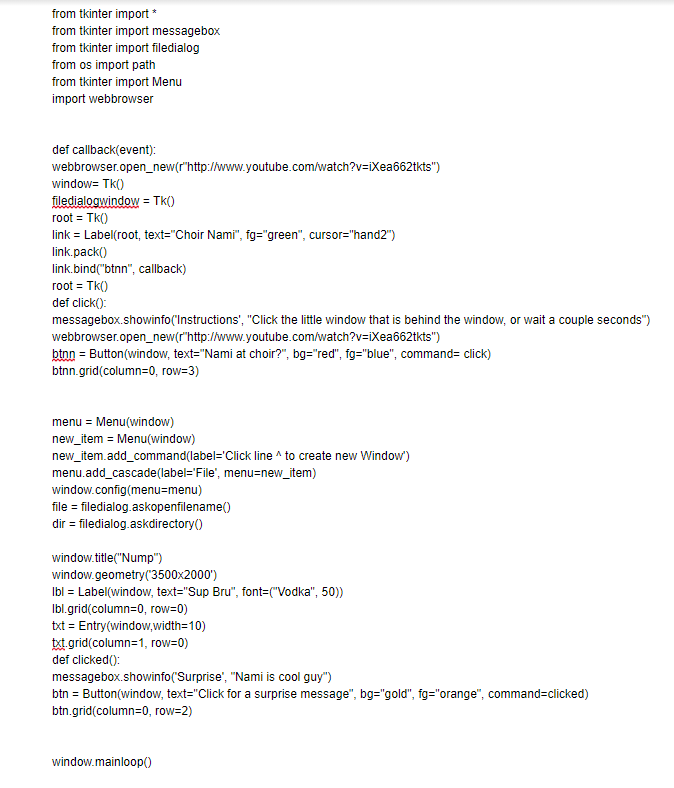 from tkinter import *
from tkinter import messagebox
from tkinter import filedialog
from os import path
from tkinter import Menu
import webbrowser
def callback(event):
webbrowser.open_new(r"http://www.youtube.com/watch?v=iXea662tkts")
window= Tk()
filedialogwindow = Tk()
root = Tk()
link = Label(root, text="Choir Nami", fg="green", cursor="hand2")
link.pack()
link.bind("btnn", callback)
root = Tk()
def click():
messagebox.showinfo('Instructions', "Click the little window that is behind the window, or wait a couple seconds")
webbrowser.open_new(r"http://www.youtube.com/watch?v=iXea662tkts")
btnn = Button(window, text="Nami at choir?", bg="red", fg="blue", command= click)
btnn.grid(column=0, row=3)
menu = Menu(window)
new_item = Menu(window)
new_item.add_command(label='Click line ^ to create new Window')
menu.add_cascade(label='File', menu=new_item)
window.config(menu=menu)
file = filedialog.askopenfilename()
dir = filedialog.askdirectory()
window.title("Nump")
window.geometry('3500x2000')
lbl = Label(window, text="Sup Bru", font=("Vodka", 50))
lbl.grid(column=0, row=0)
txt = Entry(window,width=10)
txt.grid(column=1, row=0)
def clicked():
messagebox.showinfo('Surprise', "Nami is cool guy")
btn = Button(window, text="Click for a surprise message", bg="gold", fg="orange", command=clicked)
btn.grid(column=0, row=2)
window.mainloop()